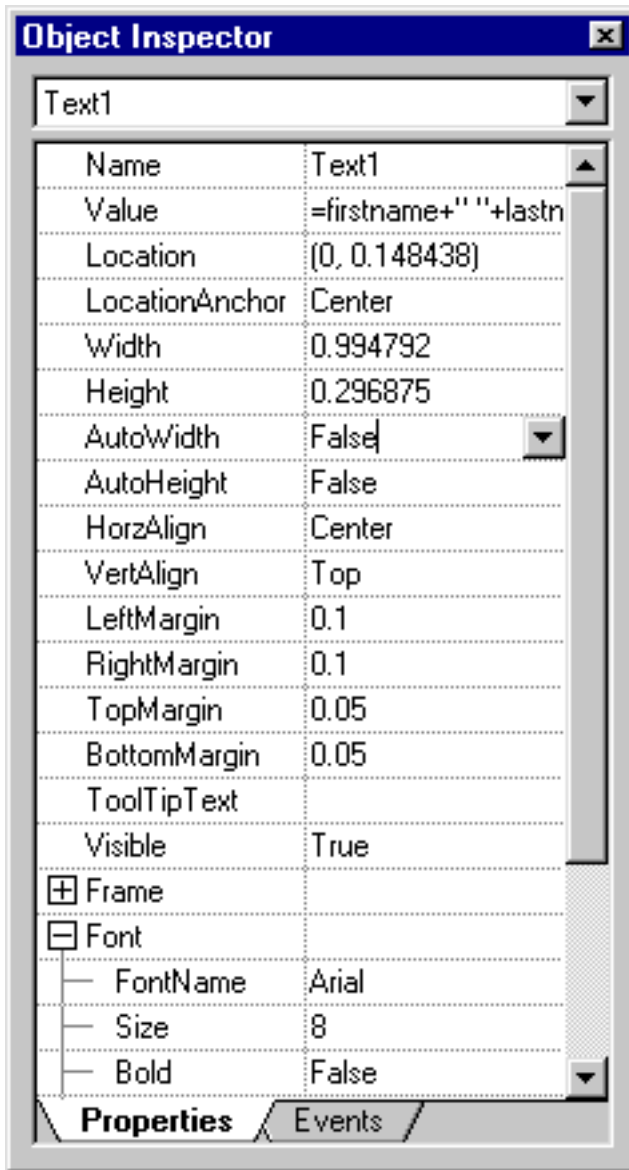 Object Inspector
Text1
Name Text1
Value =firstname+" "+lastn
Location (0, 0.148438)
LocationAnchor Center
Width 0.994792
Height 0.296875
AutoWidth False
AutoHeight False
HorzAlign Center
VertAlign Top
LeftMargin 0.1
RightMargin 0.1
TopMargin 0.05
BottomMargin 0.05
ToolTipText
Visible True
Frame
Font
FontName Arial
Size 8
Bold False
Properties Events